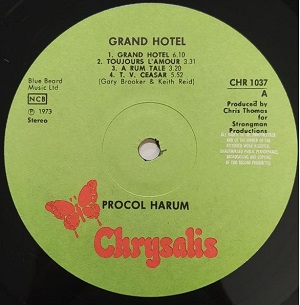 GRAND HOTEL
1. GRAND HOTEL 6.10
2. TOUJOURS L'AMOUR 3.31
3. A RUM TALE 3.20
4. T. V. CEASAR 5.52
(Gary Brooker & Keith Reid)
Blue Beard
Music Ltd
NCB
℗ 1973
Stereo
CHR 1037
A
Produced by
Chris Thomas
for
Strongman
Productions
PROCOL HARUM
Chrysalis